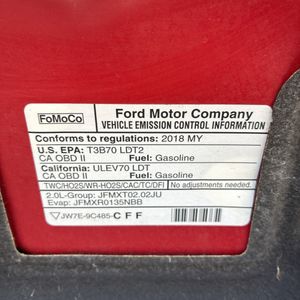 FoMoCo
Ford Motor Company
VEHICLE EMISSION CONTROL INFORMATION
Conforms to regulations: 2018 MY
U.S. EPA: T3B70 LDT2
CA OBD II Fuel: Gasoline
California: ULEV70 LDT
CA OBD II Fuel: Gasoline
TWC/HO2S/WR-HO2S/CAC/TC/DFI No adjustments needed.
2.0L-Group: JFMXT02.02JU
Evap: JFMXR0135NBB
JW7E-9C485-CFF